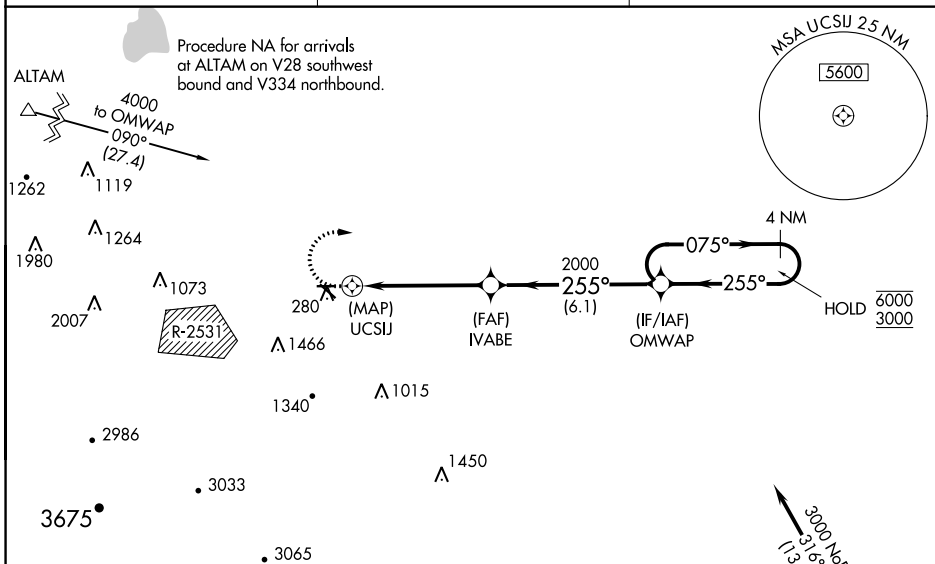 Procedure NA for arrivals
at ALTAM on V28 southwest
bound and V334 northbound.
MSA UCSIJ 25 NM
5600
ALTAM
4000
to OMWAP
090°
(27.4)
1262
1119
1264
1980
1073
2007
R-2531
280
(MAP)
UCSIJ
1466
(FAF)
IVABE
2000
255°
(6.1)
(IF/IAF)
OMWAP
075°
4 NM
255°
HOLD
6000
3000
1340
1015
2986
1450
3033
3675
3065
3000
316°
(13